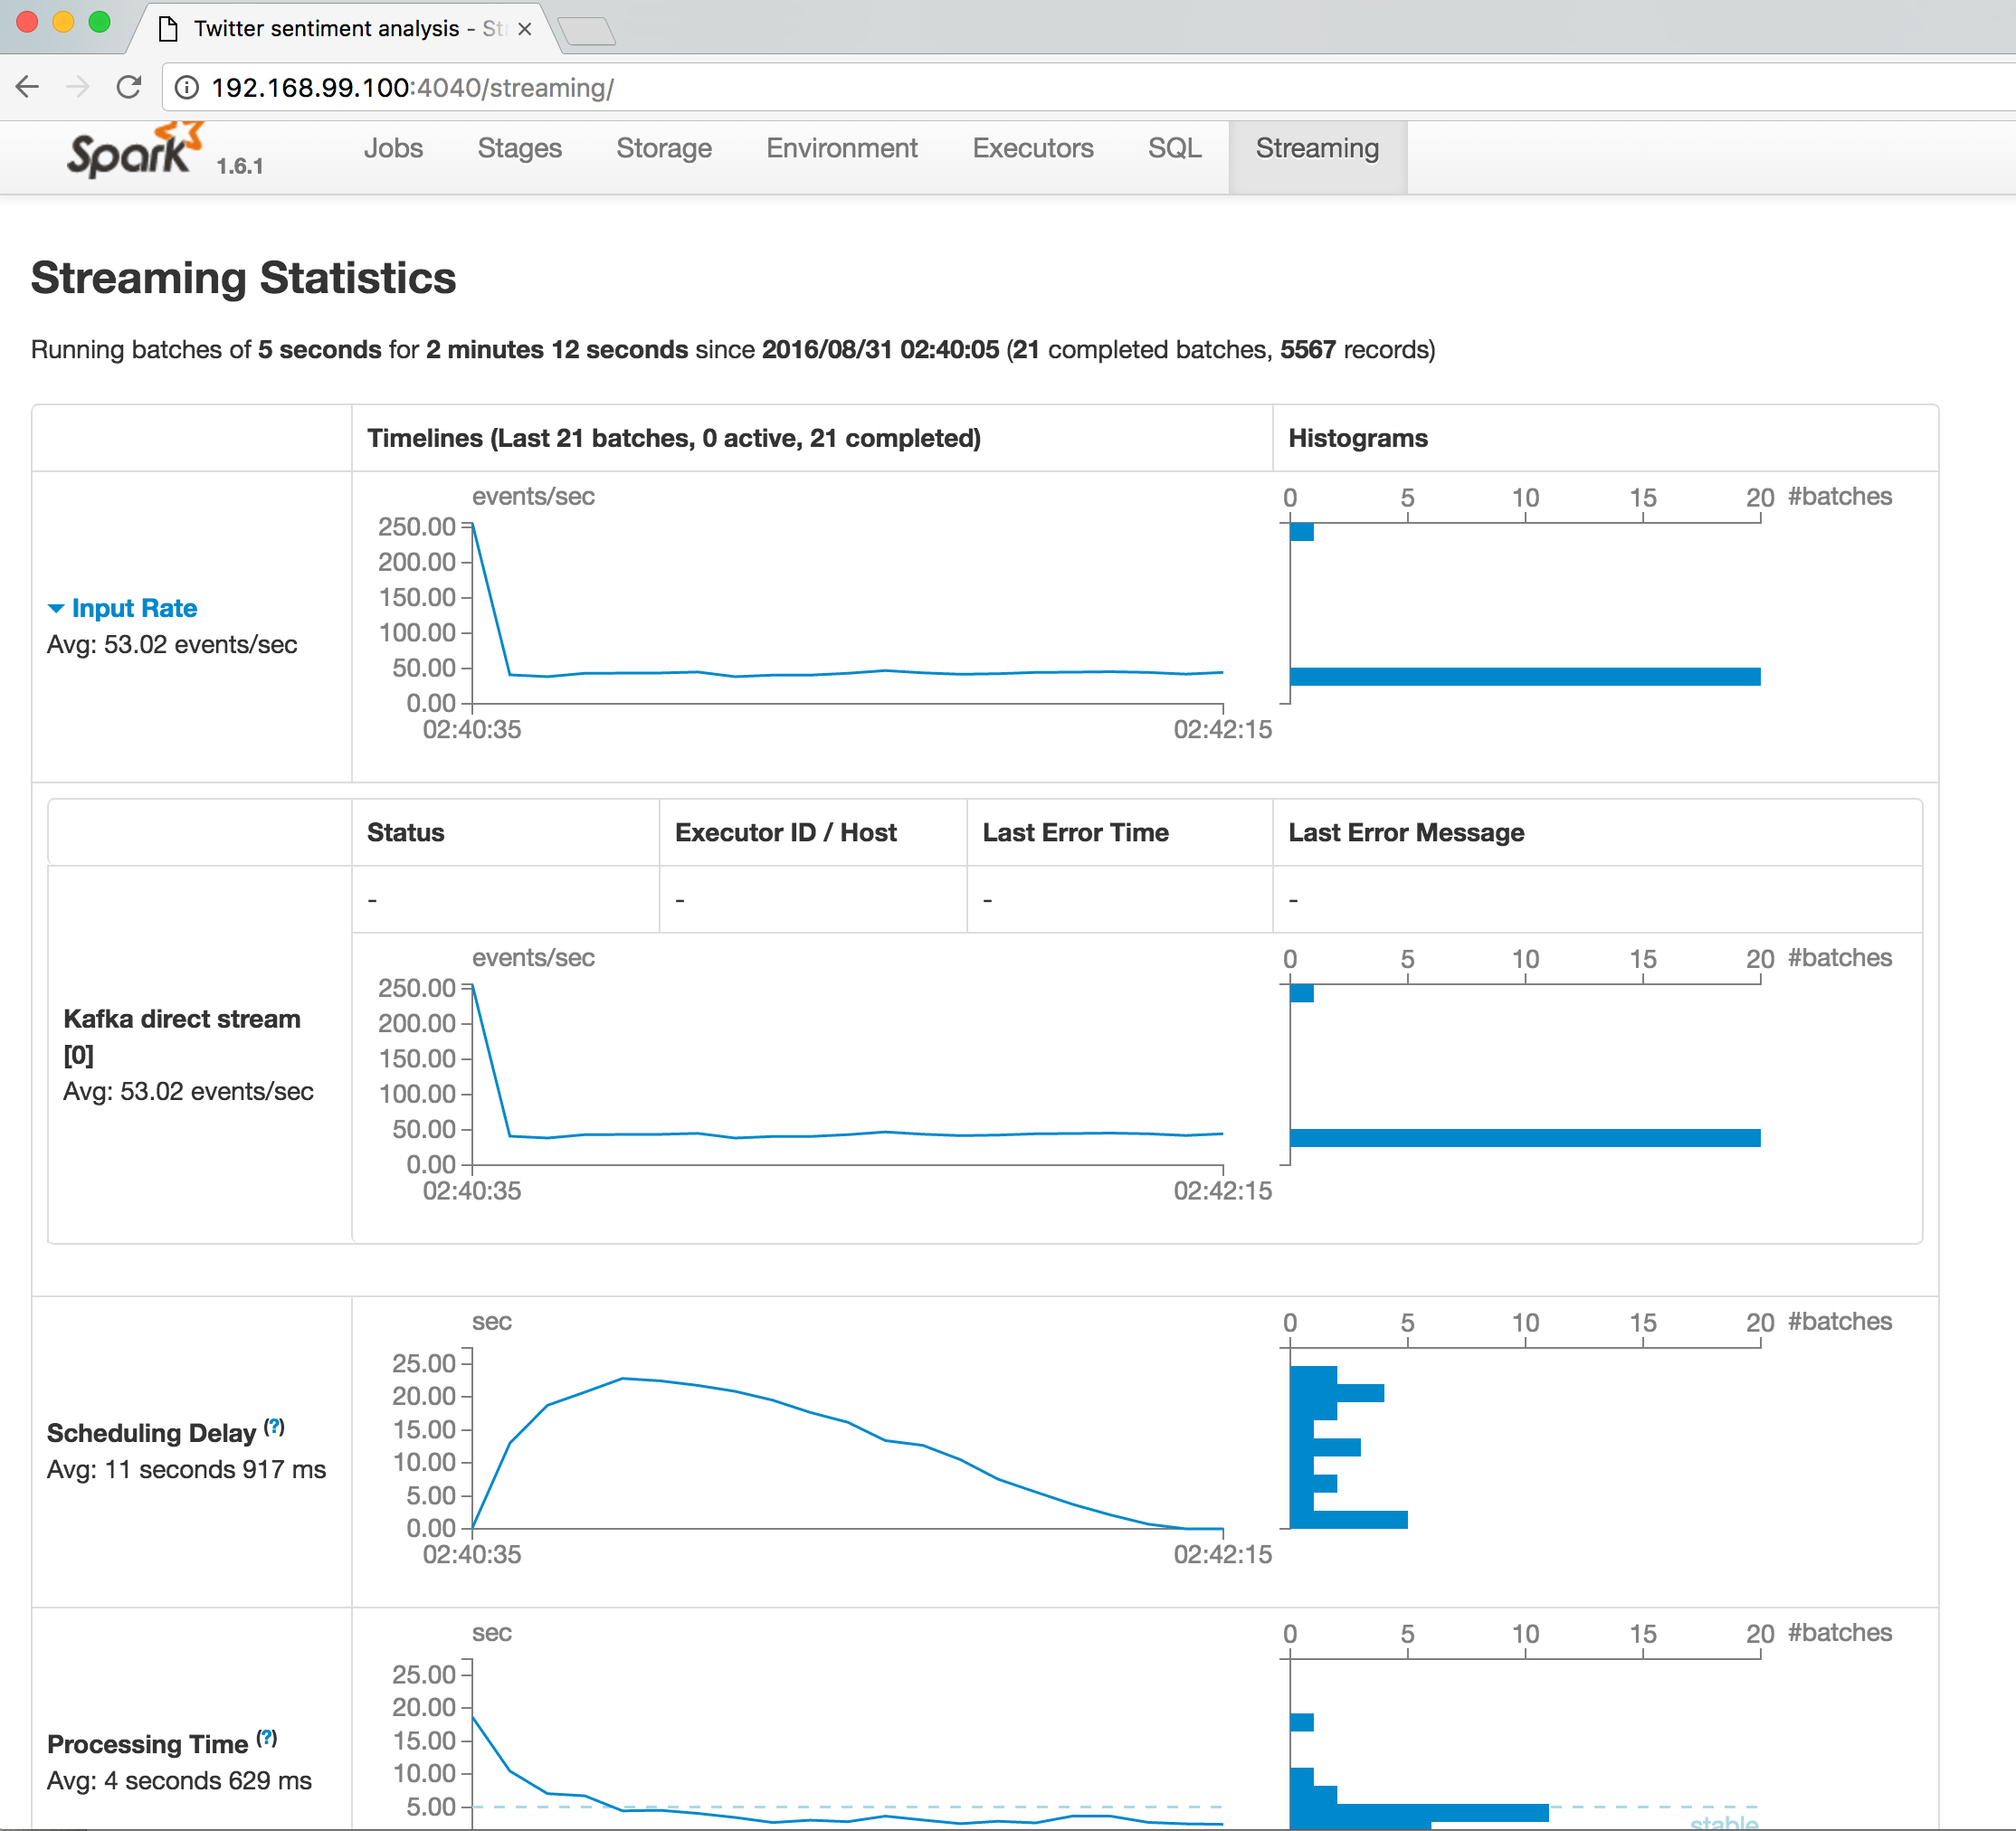 Twitter sentiment analysis - St
192.168.99.100:4040/streaming/
Spark 1.6.1 Jobs Stages Storage Environment Executors SQL Streaming
Streaming Statistics
Running batches of 5 seconds for 2 minutes 12 seconds since 2016/08/31 02:40:05 (21 completed batches, 5567 records)
Timelines (Last 21 batches, 0 active, 21 completed) Histograms
Input Rate
Avg: 53.02 events/sec
events/sec
250.00
200.00
150.00
100.00
50.00
0.00
02:40:35 02:42:15
0 5 10 15 20 #batches
Status Executor ID / Host Last Error Time Last Error Message
- - - -
Kafka direct stream
[0]
Avg: 53.02 events/sec
events/sec
250.00
200.00
150.00
100.00
50.00
0.00
02:40:35 02:42:15
0 5 10 15 20 #batches
Scheduling Delay (?)
Avg: 11 seconds 917 ms
sec
25.00
20.00
15.00
10.00
5.00
0.00
02:40:35 02:42:15
0 5 10 15 20 #batches
Processing Time (?)
Avg: 4 seconds 629 ms
sec
25.00
20.00
15.00
10.00
5.00
0 5 10 15 20 #batches
stable